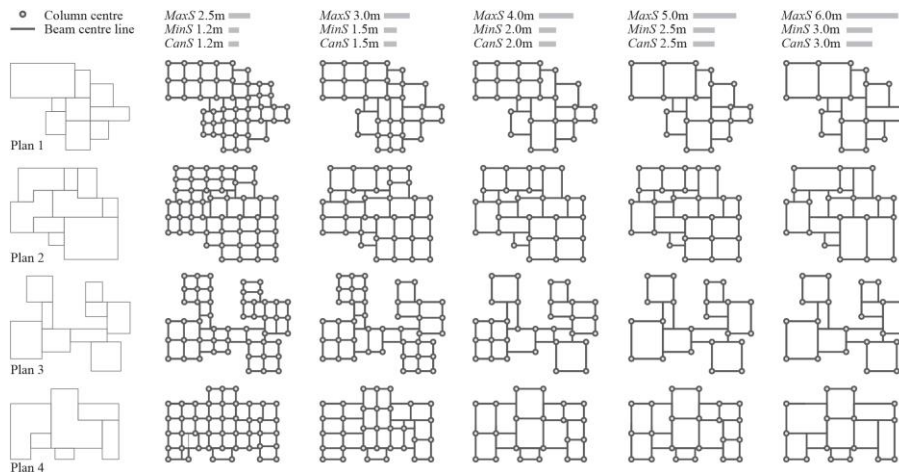 Column centre
Beam centre line
MaxS 2.5m
MinS 1.2m
CanS 1.2m
MaxS 3.0m
MinS 1.5m
CanS 1.5m
MaxS 4.0m
MinS 2.0m
CanS 2.0m
MaxS 5.0m
MinS 2.5m
CanS 2.5m
MaxS 6.0m
MinS 3.0m
CanS 3.0m
Plan 1
Plan 2
Plan 3
Plan 4